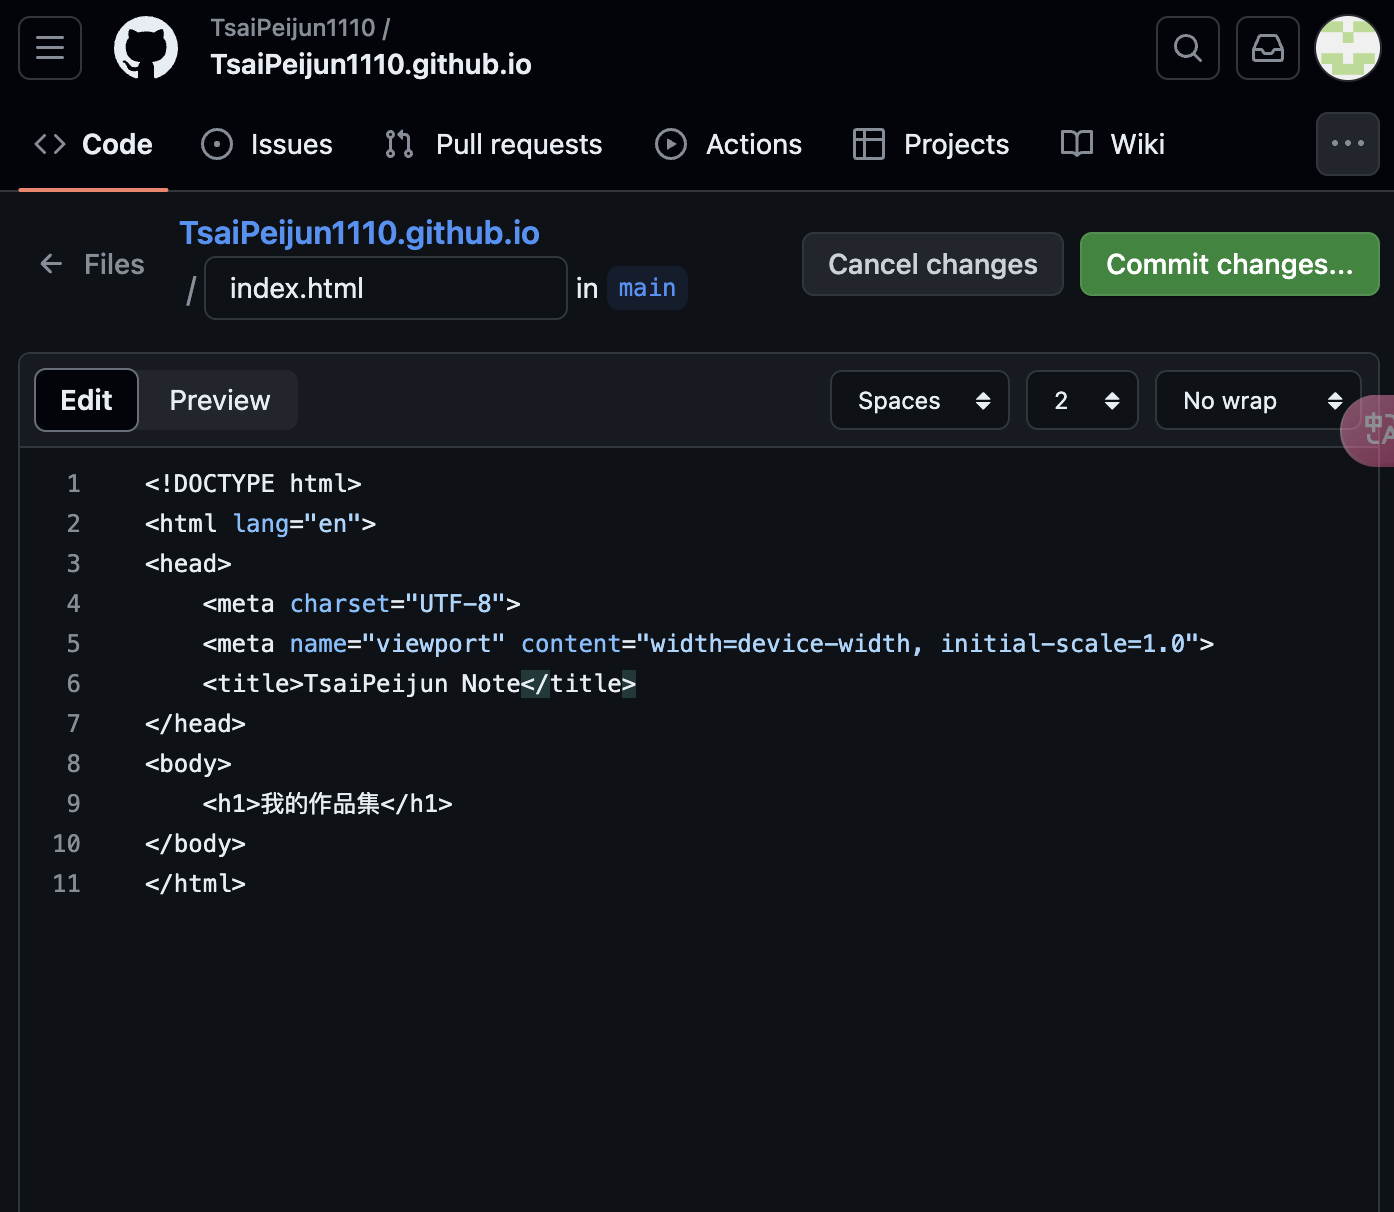 TsaiPeijun1110 /
TsaiPeijun1110.github.io
Code Issues Pull requests Actions Projects Wiki
TsaiPeijun1110.github.io
Files / index.html in main Cancel changes Commit changes...
Edit Preview Spaces 2 No wrap
中A
1 <!DOCTYPE html>
2 <html lang="en">
3 <head>
4     <meta charset="UTF-8">
5     <meta name="viewport" content="width=device-width, initial-scale=1.0">
6     <title>TsaiPeijun Note</title>
7 </head>
8 <body>
9     <h1>我的作品集</h1>
10 </body>
11 </html>